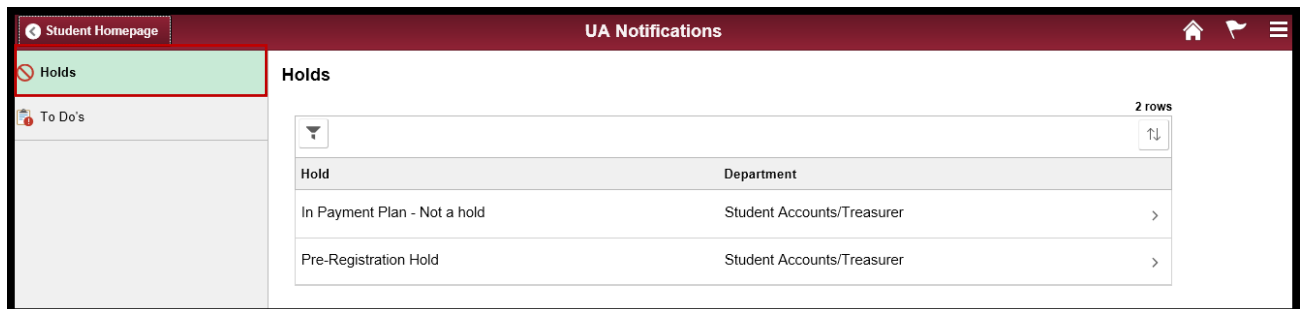 Student Homepage
UA Notifications
Holds
To Do's
Holds
2 rows
Hold Department
In Payment Plan - Not a hold Student Accounts/Treasurer
Pre-Registration Hold Student Accounts/Treasurer